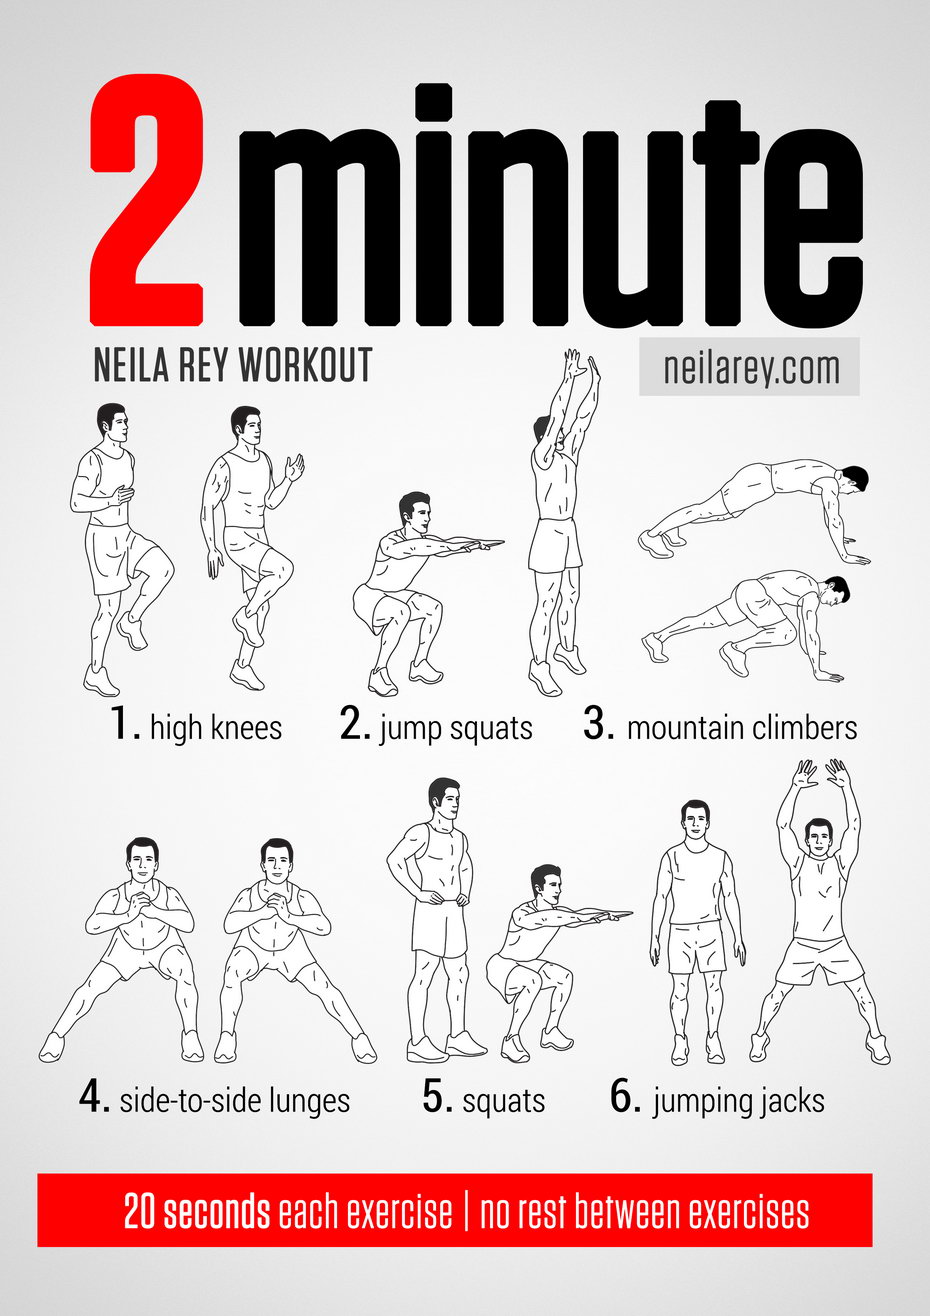 2 minute
NEILA REY WORKOUT
neilarey.com
1. high knees
2. jump squats
3. mountain climbers
4. side-to-side lunges
5. squats
6. jumping jacks
20 seconds each exercise | no rest between exercises